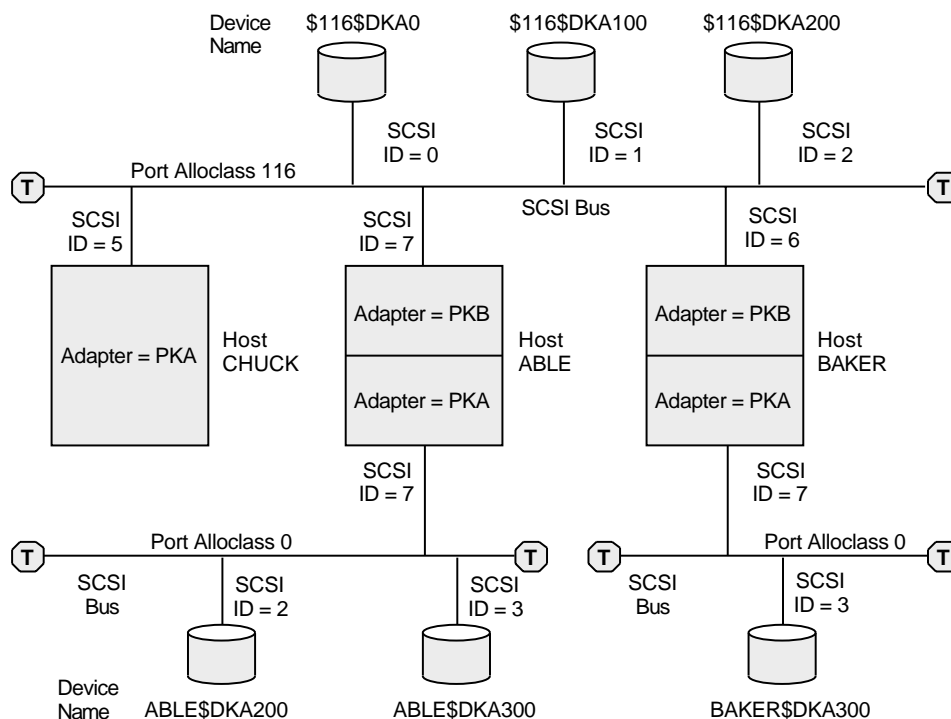 Device
Name
$116$DKA0
$116$DKA100
$116$DKA200
SCSI
ID = 0
SCSI
ID = 1
SCSI
ID = 2
Port Alloclass 116
T
T
SCSI Bus
SCSI
ID = 5
SCSI
ID = 7
SCSI
ID = 6
Adapter = PKA
Host
CHUCK
Adapter = PKB
Adapter = PKA
Host
ABLE
Adapter = PKB
Adapter = PKA
Host
BAKER
SCSI
ID = 7
SCSI
ID = 7
Port Alloclass 0
Port Alloclass 0
T
T
T
T
SCSI
Bus
SCSI
ID = 2
SCSI
ID = 3
SCSI
Bus
SCSI
ID = 3
Device
Name
ABLE$DKA200
ABLE$DKA300
BAKER$DKA300